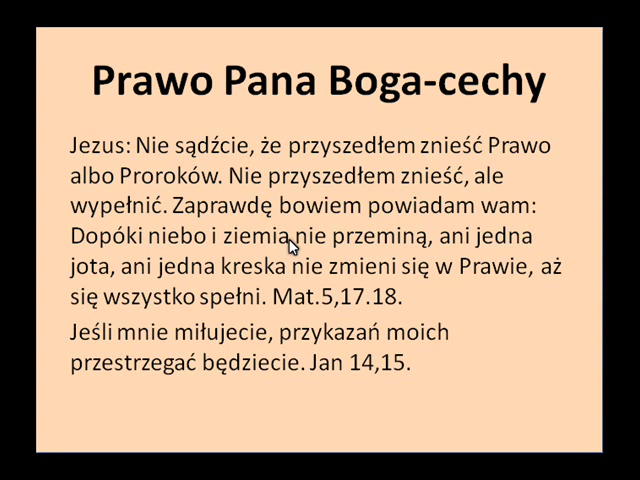 Prawo Pana Boga-cechy
Jezus: Nie sądźcie, że przyszedłem znieść Prawo
albo Proroków. Nie przyszedłem znieść, ale
wypełnić. Zaprawdę bowiem powiadam wam:
Dopóki niebo i ziemia nie przeminą, ani jedna
jota, ani jedna kreska nie zmieni się w Prawie, aż
się wszystko spełni. Mat.5,17.18.
Jeśli mnie miłujecie, przykazań moich
przestrzegać będziecie. Jan 14,15.